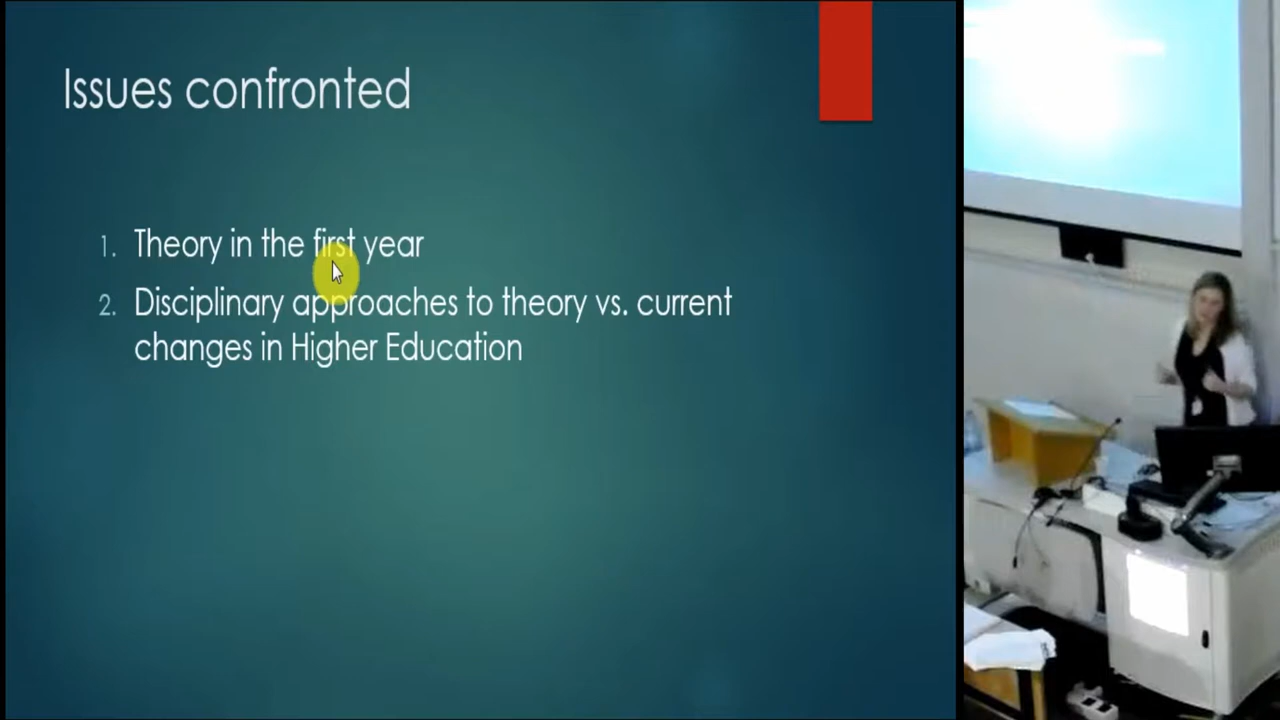 Issues confronted
1. Theory in the first year
2. Disciplinary approaches to theory vs. current
changes in Higher Education